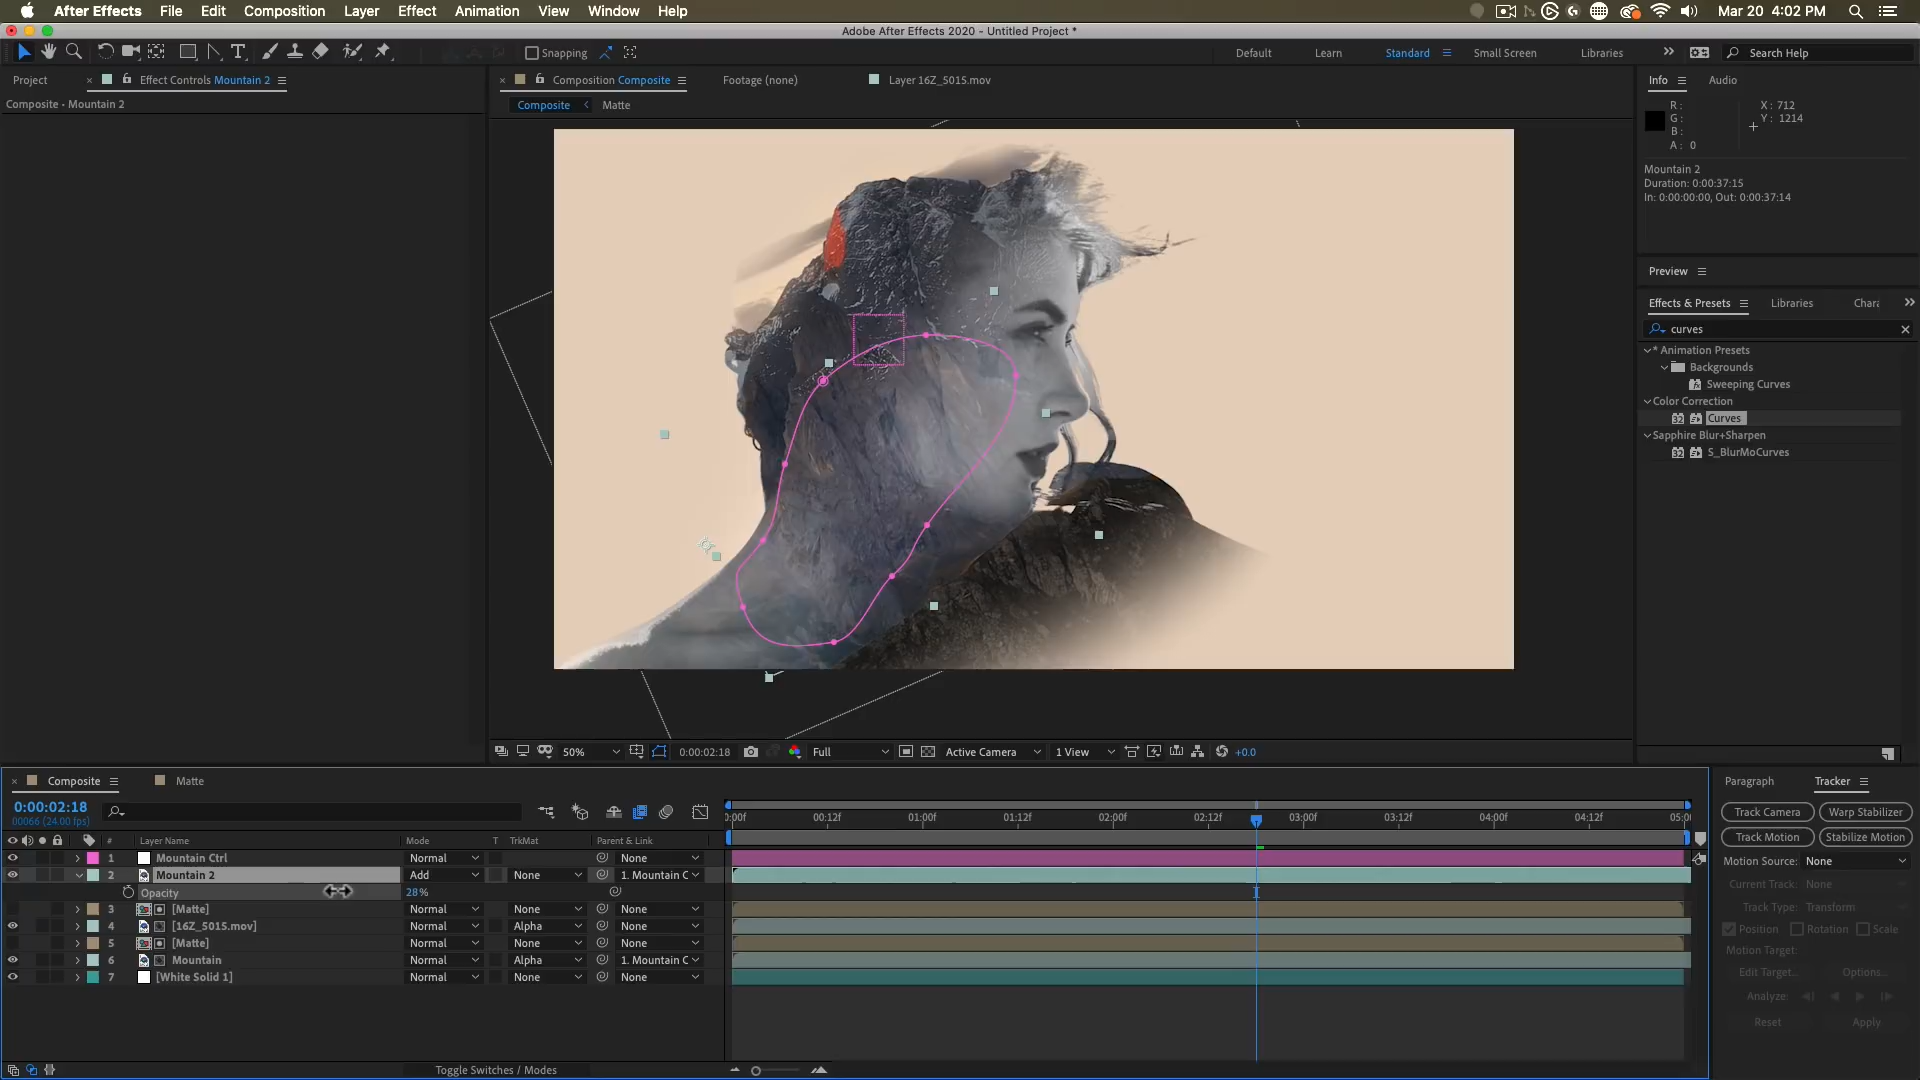 After Effects File Edit Composition Layer Effect Animation View Window Help Mar 20 4:02 PM
Adobe After Effects 2020 - Untitled Project *
Snapping Default Learn Standard Small Screen Libraries Search Help
Project Effect Controls Mountain 2 Composition Composite Footage (none) Layer 16Z_5015.mov Info Audio
Composite • Mountain 2 Composite Matte
R : X : 712
G : Y : 1214
B :
A : 0
Mountain 2
Duration: 0:00:37:15
In: 0:00:00:00, Out: 0:00:37:14
Preview
Effects & Presets Libraries Chara
curves
* Animation Presets
Backgrounds
Sweeping Curves
Color Correction
32 Curves
Sapphire Blur+Sharpen
32 S_BlurMoCurves
50% 0:00:02:18 Full Active Camera 1 View +0.0
Composite Matte Paragraph Tracker
0:00:02:18
00066 (24.00 fps)
Track Camera Warp Stabilizer
0:00f 00:12f 01:00f 01:12f 02:00f 02:12f 03:00f 03:12f 04:00f 04:12f 05:0
Track Motion Stabilize Motion
# Layer Name Mode T TrkMat Parent & Link
1 Mountain Ctrl Normal None
2 Mountain 2 Add None 1. Mountain C
Opacity 28%
3 [Matte] Normal None None
4 [16Z_5015.mov] Normal Alpha None
5 [Matte] Normal None None
6 Mountain Normal Alpha 1. Mountain C
7 [White Solid 1] Normal None None
Motion Source: None
Current Track: None
Track Type: Transform
Position Rotation Scale
Motion Target:
Edit Target... Options...
Analyze:
Reset Apply
Toggle Switches / Modes